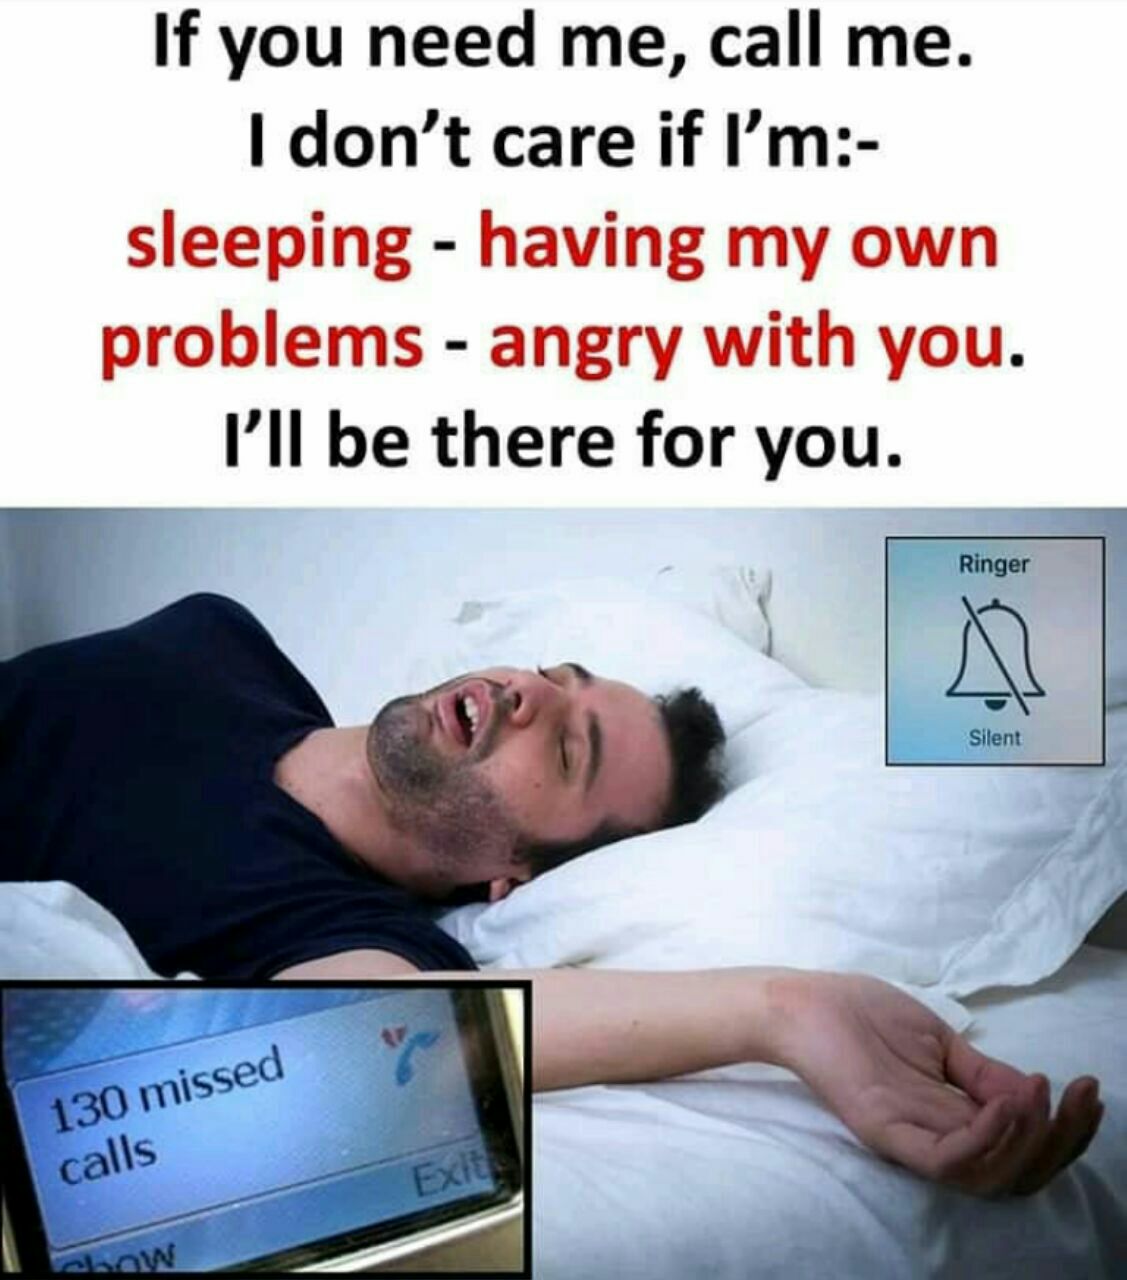 If you need me, call me.
I don’t care if I’m:-
sleeping - having my own
problems - angry with you.
I’ll be there for you.
Ringer
Silent
130 missed
calls
Exit
Show